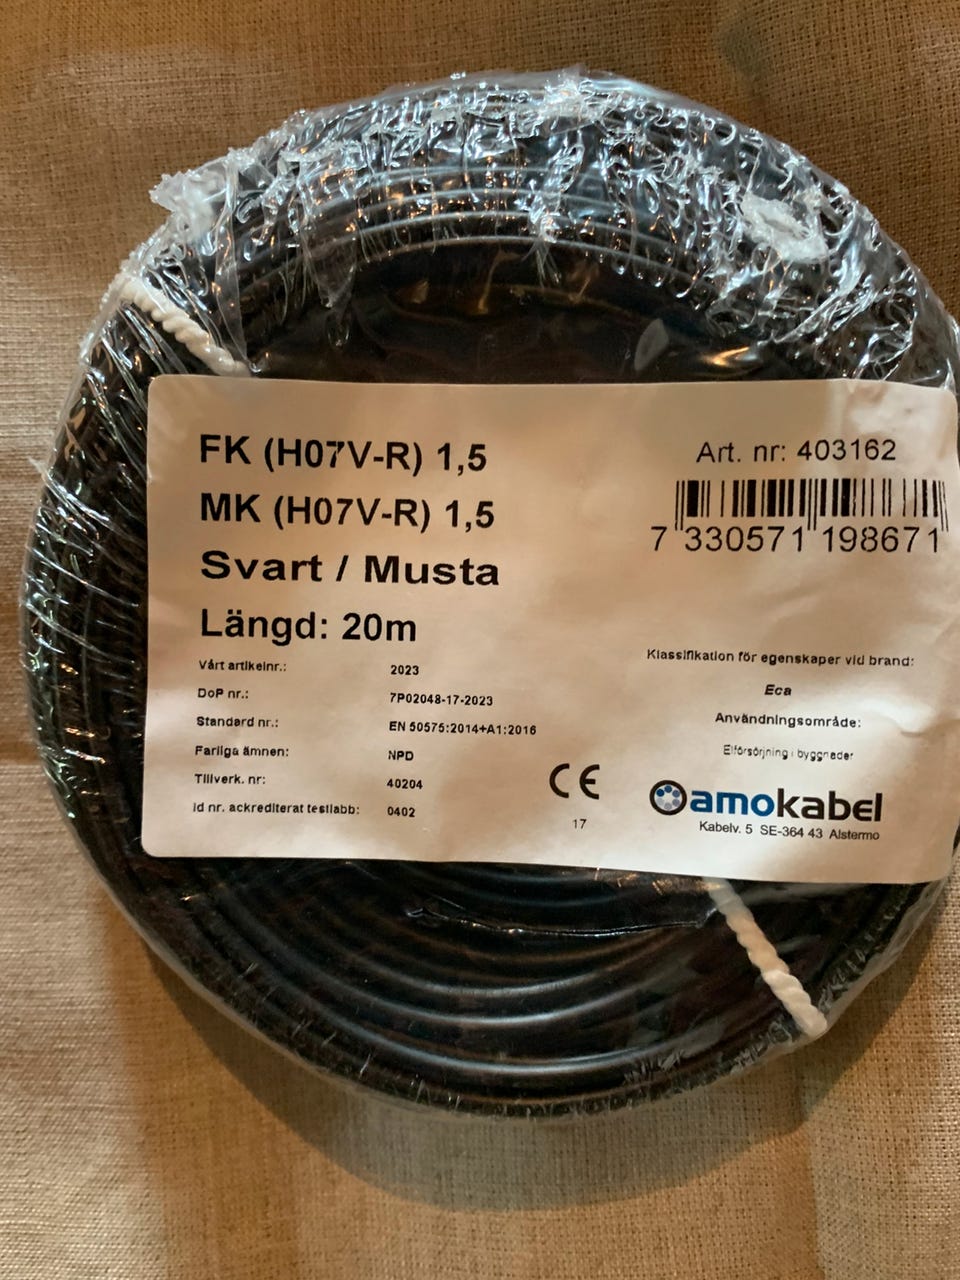 FK (H07V-R) 1,5
MK (H07V-R) 1,5
Svart / Musta
Längd: 20m
Art. nr: 403162
7 330571 198671
Vårt artikelnr.: 2023
DoP nr.: 7P02048-17-2023
Standard nr.: EN 50575:2014+A1:2016
Farliga ämnen: NPD
Tillverk. nr: 40204
Id nr. ackrediterat testlabb: 0402
CE
17
Klassifikation för egenskaper vid brand:
Eca
Användningsområde:
Elförsörjning i byggnader
amokabel
Kabelv. 5 SE-364 43 Alstermo